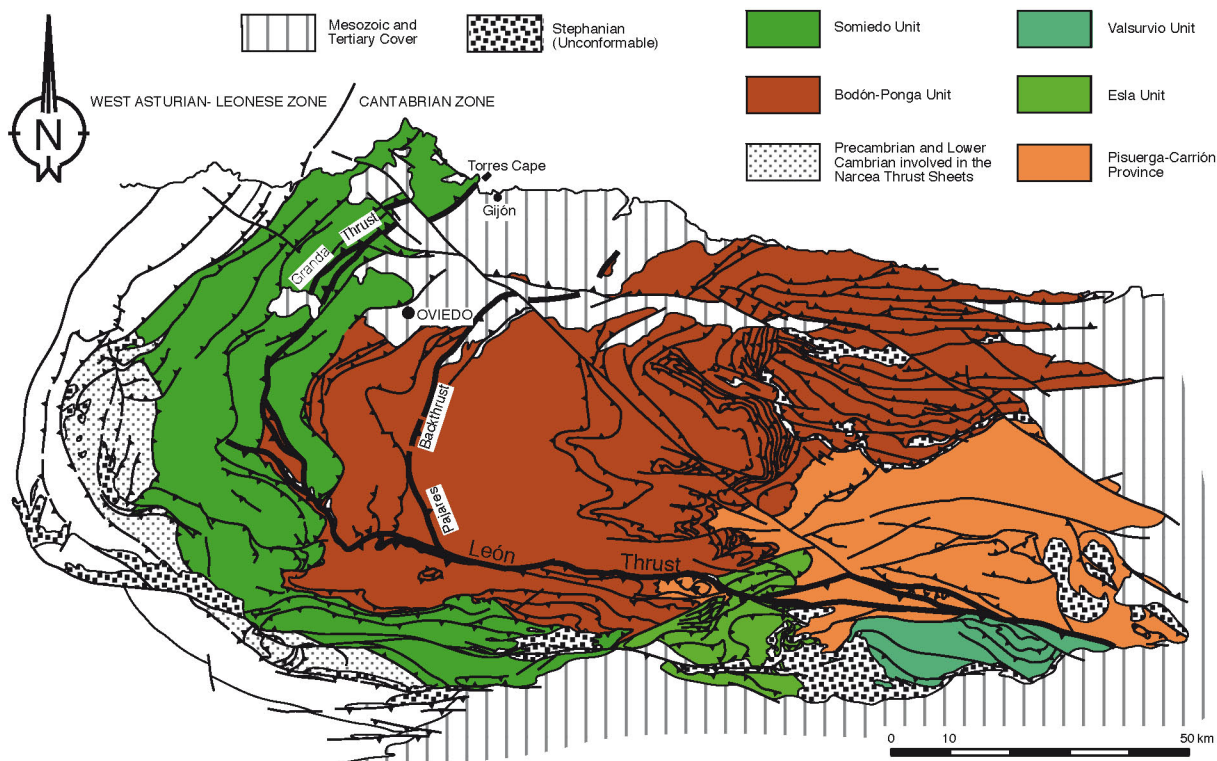 Mesozoic and
Tertiary Cover
Stephanian
(Unconformable)
Somiedo Unit
Valsurvio Unit
Bodón-Ponga Unit
Esla Unit
Precambrian and Lower
Cambrian involved in the
Narcea Thrust Sheets
Pisuerga-Carrión
Province
N
WEST ASTURIAN- LEONESE ZONE
CANTABRIAN ZONE
Torres Cape
Gijón
Granda Thrust
OVIEDO
Pajares Backthrust
León Thrust
0 10 50 km